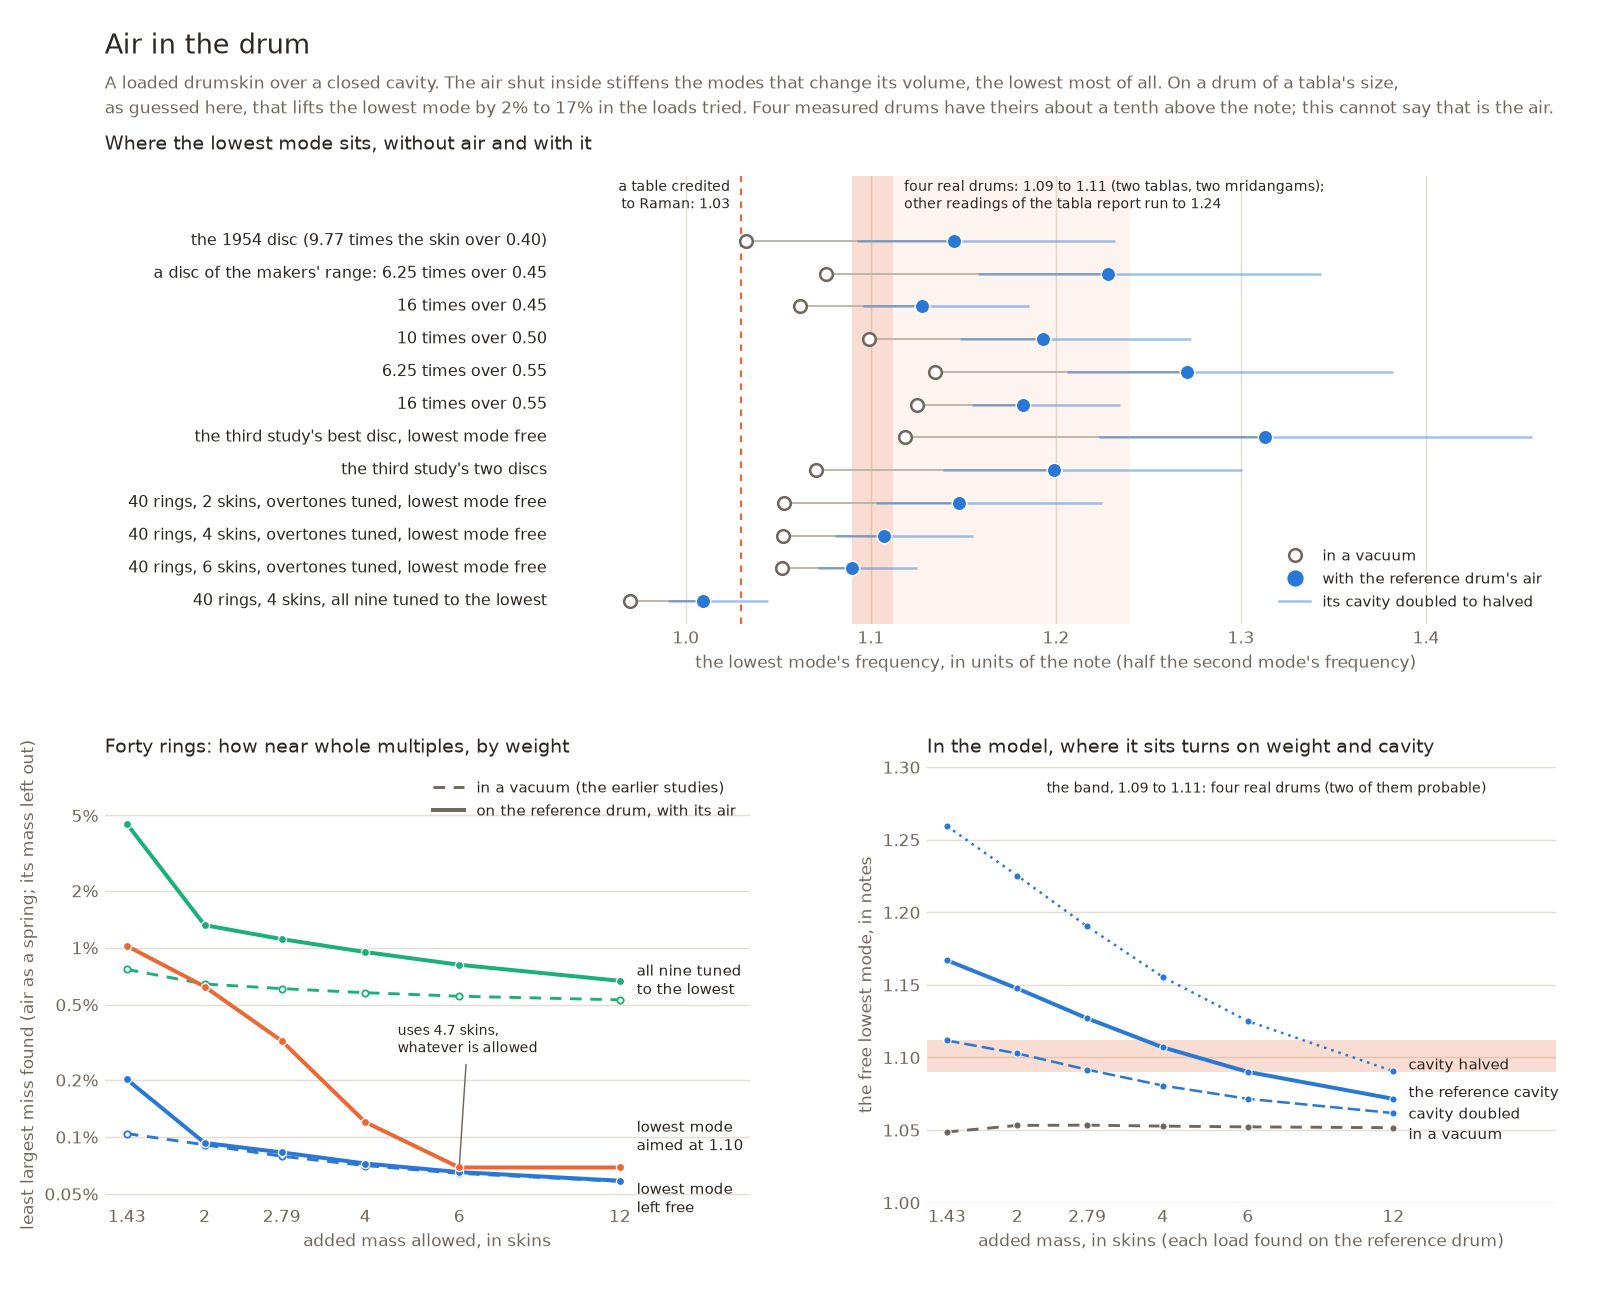 Air in the drum
A loaded drumskin over a closed cavity. The air shut inside stiffens the modes that change its volume, the lowest most of all. On a drum of a tabla's size,
as guessed here, that lifts the lowest mode by 2% to 17% in the loads tried. Four measured drums have theirs about a tenth above the note; this cannot say that is the air.
Where the lowest mode sits, without air and with it
a table credited
to Raman: 1.03
four real drums: 1.09 to 1.11 (two tablas, two mridangams);
other readings of the tabla report run to 1.24
the 1954 disc (9.77 times the skin over 0.40)
a disc of the makers' range: 6.25 times over 0.45
16 times over 0.45
10 times over 0.50
6.25 times over 0.55
16 times over 0.55
the third study's best disc, lowest mode free
the third study's two discs
40 rings, 2 skins, overtones tuned, lowest mode free
40 rings, 4 skins, overtones tuned, lowest mode free
40 rings, 6 skins, overtones tuned, lowest mode free
40 rings, 4 skins, all nine tuned to the lowest
in a vacuum
with the reference drum's air
its cavity doubled to halved
1.0 1.1 1.2 1.3 1.4
the lowest mode's frequency, in units of the note (half the second mode's frequency)
Forty rings: how near whole multiples, by weight
in a vacuum (the earlier studies)
on the reference drum, with its air
least largest miss found (air as a spring; its mass left out)
5%
2%
1%
0.5%
0.2%
0.1%
0.05%
all nine tuned
to the lowest
uses 4.7 skins,
whatever is allowed
lowest mode
aimed at 1.10
lowest mode
left free
1.43 2 2.79 4 6 12
added mass allowed, in skins
In the model, where it sits turns on weight and cavity
the band, 1.09 to 1.11: four real drums (two of them probable)
the free lowest mode, in notes
1.30
1.25
1.20
1.15
1.10
1.05
1.00
cavity halved
the reference cavity
cavity doubled
in a vacuum
1.43 2 2.79 4 6 12
added mass, in skins (each load found on the reference drum)